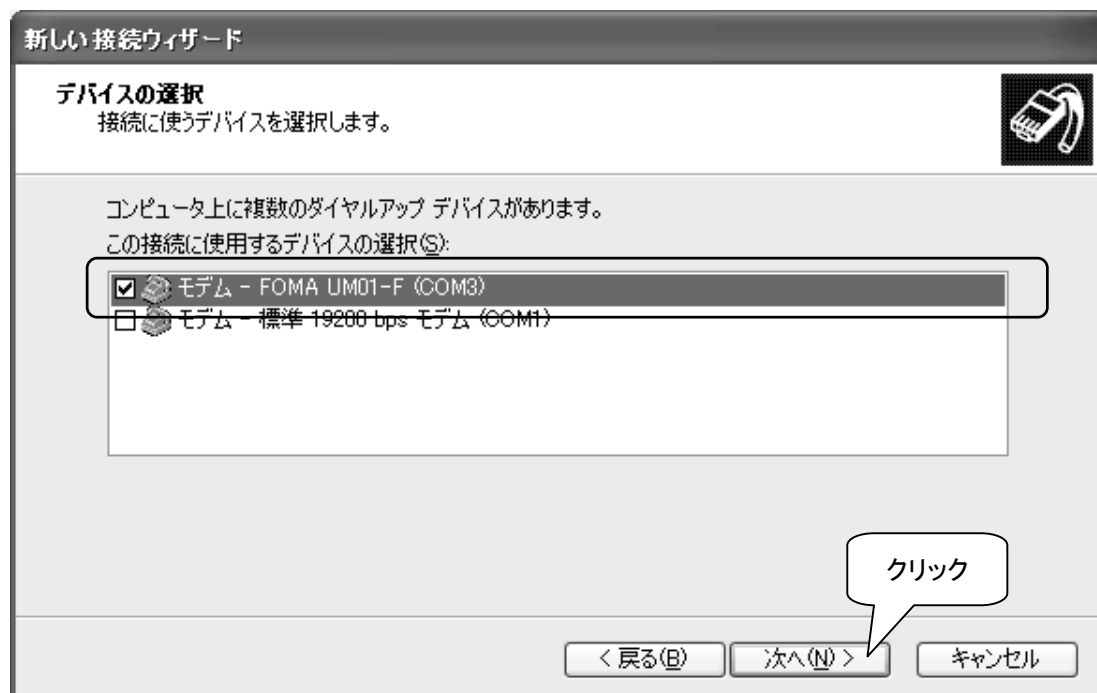 新しい接続ウィザード
デバイスの選択
接続に使うデバイスを選択します。
コンピュータ上に複数のダイヤルアップ デバイスがあります。
この接続に使用するデバイスの選択(S):
モデム - FOMA UM01-F (COM3)
モデム - 標準 19200 bps モデム (COM1)
クリック
< 戻る(B) 次へ(N) > キャンセル